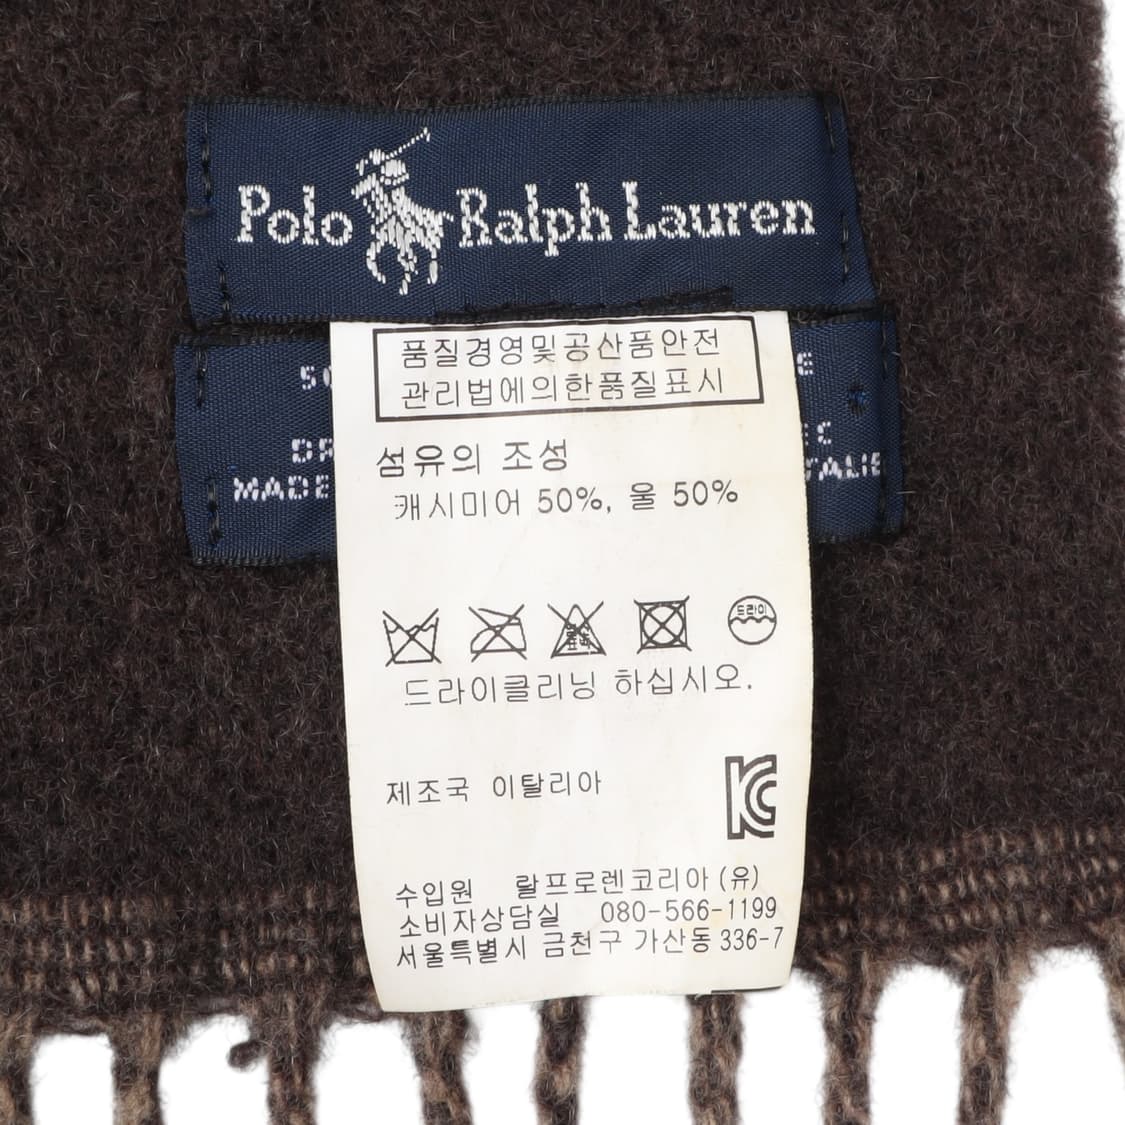 Polo Ralph Lauren
품질경영및공산품안전
관리법에의한품질표시
섬유의 조성
캐시미어 50%, 울 50%
드라이
드라이클리닝 하십시오.
제조국 이탈리아
KC
수입원 랄프로렌코리아(유)
소비자상담실 080-566-1199
서울특별시 금천구 가산동 336-7
MADE